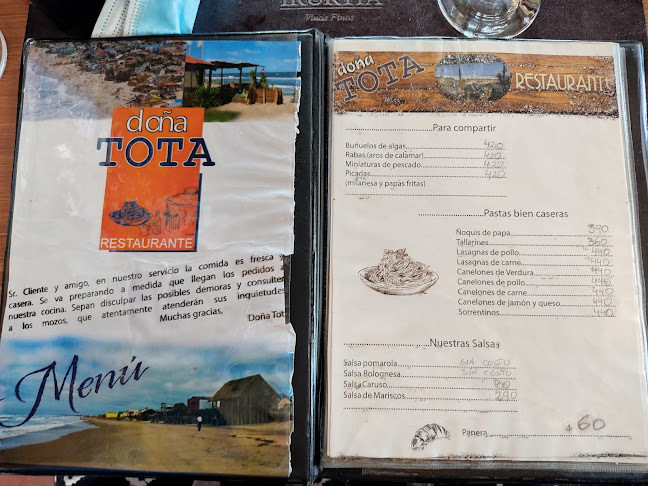 Vinos Finos
doña
TOTA
RESTAURANTE
Sr. Cliente y amigo, en nuestro servicio la comida es fresca y
casera. Se va preparando a medida que llegan los pedidos a
nuestra cocina. Sepan disculpar las posibles demoras y consulten
a los mozos, que atentamente atenderán sus inquietudes
Muchas gracias, Doña Tot
Menú
doña
TOTA
RESTAURANTE
Para compartir
Buñuelos de algas 420
Rabas (aros de calamar) 420
Miniaturas de pescado 420
Picadas 420
(milanesa y papas fritas)
Pastas bien caseras
Ñoquis de papa 390
Tallarines 360
Lasagnas de pollo 440
Lasagnas de carne 440
Canelones de Verdura 440
Canelones de pollo 440
Canelones de carne 440
Canelones de jamón y queso 440
Sorrentinos 440
Nuestras Salsas
Salsa pomarola SIN COSTO
Salsa Bolognesa SIN COSTO
Salsa Caruso
Salsa de Mariscos 290
Panera $ 60